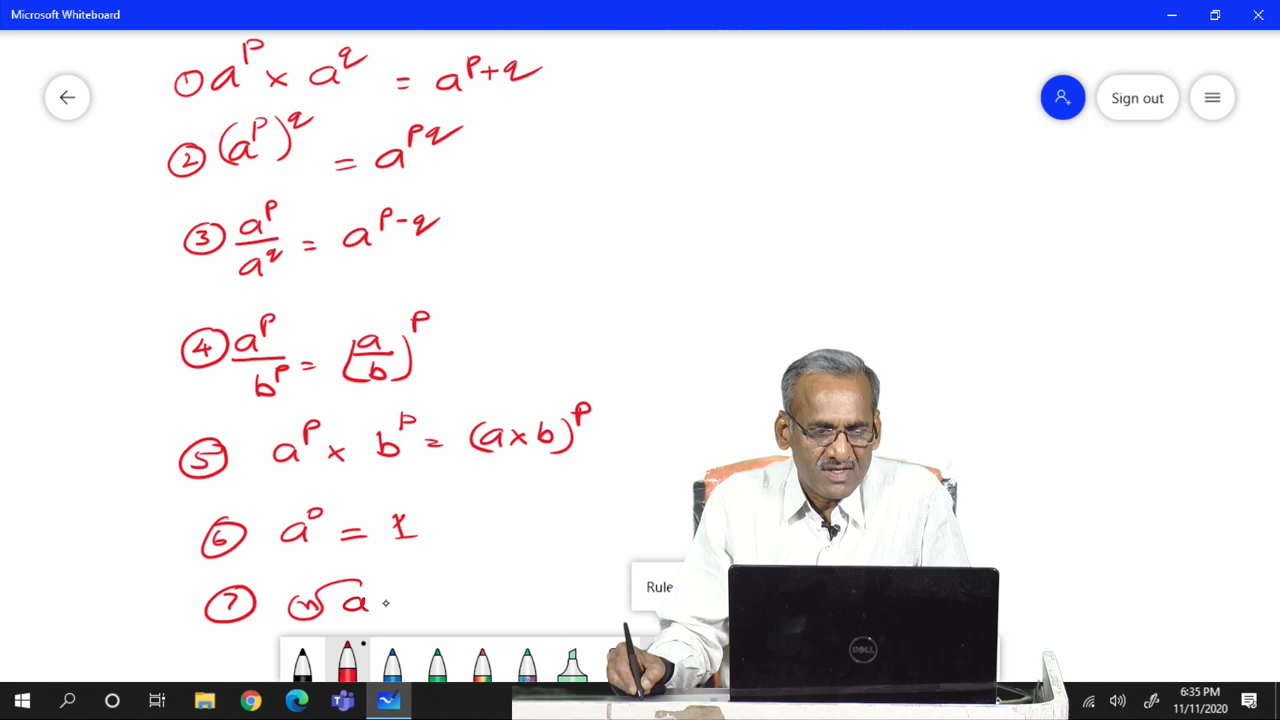 Microsoft Whiteboard
① a^p × a^q = a^{p+q}
② (a^p)^q = a^{pq}
Sign out
③ a^p/a^q = a^{p-q}
④ a^p/b^p = (a/b)^p
⑤ a^p × b^p = (a×b)^p
⑥ a^0 = 1
⑦ ⁿ√a
Rule
DELL
6:35 PM
11/11/2020